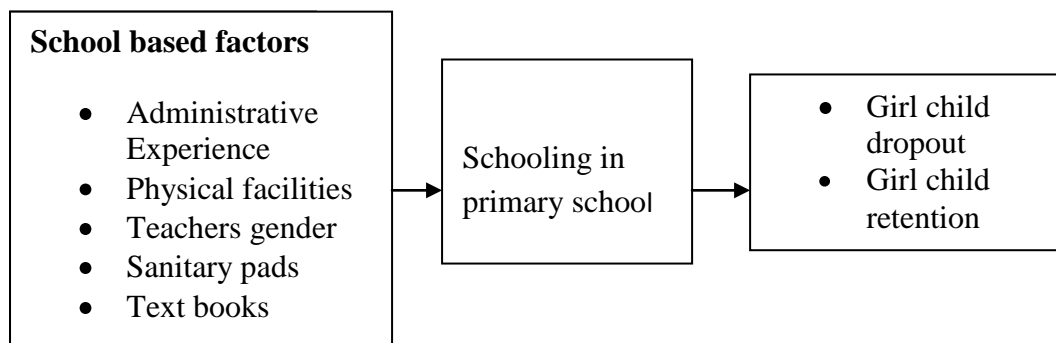 School based factors
• Administrative
Experience
• Physical facilities
• Teachers gender
• Sanitary pads
• Text books
Schooling in
primary school
• Girl child
dropout
• Girl child
retention